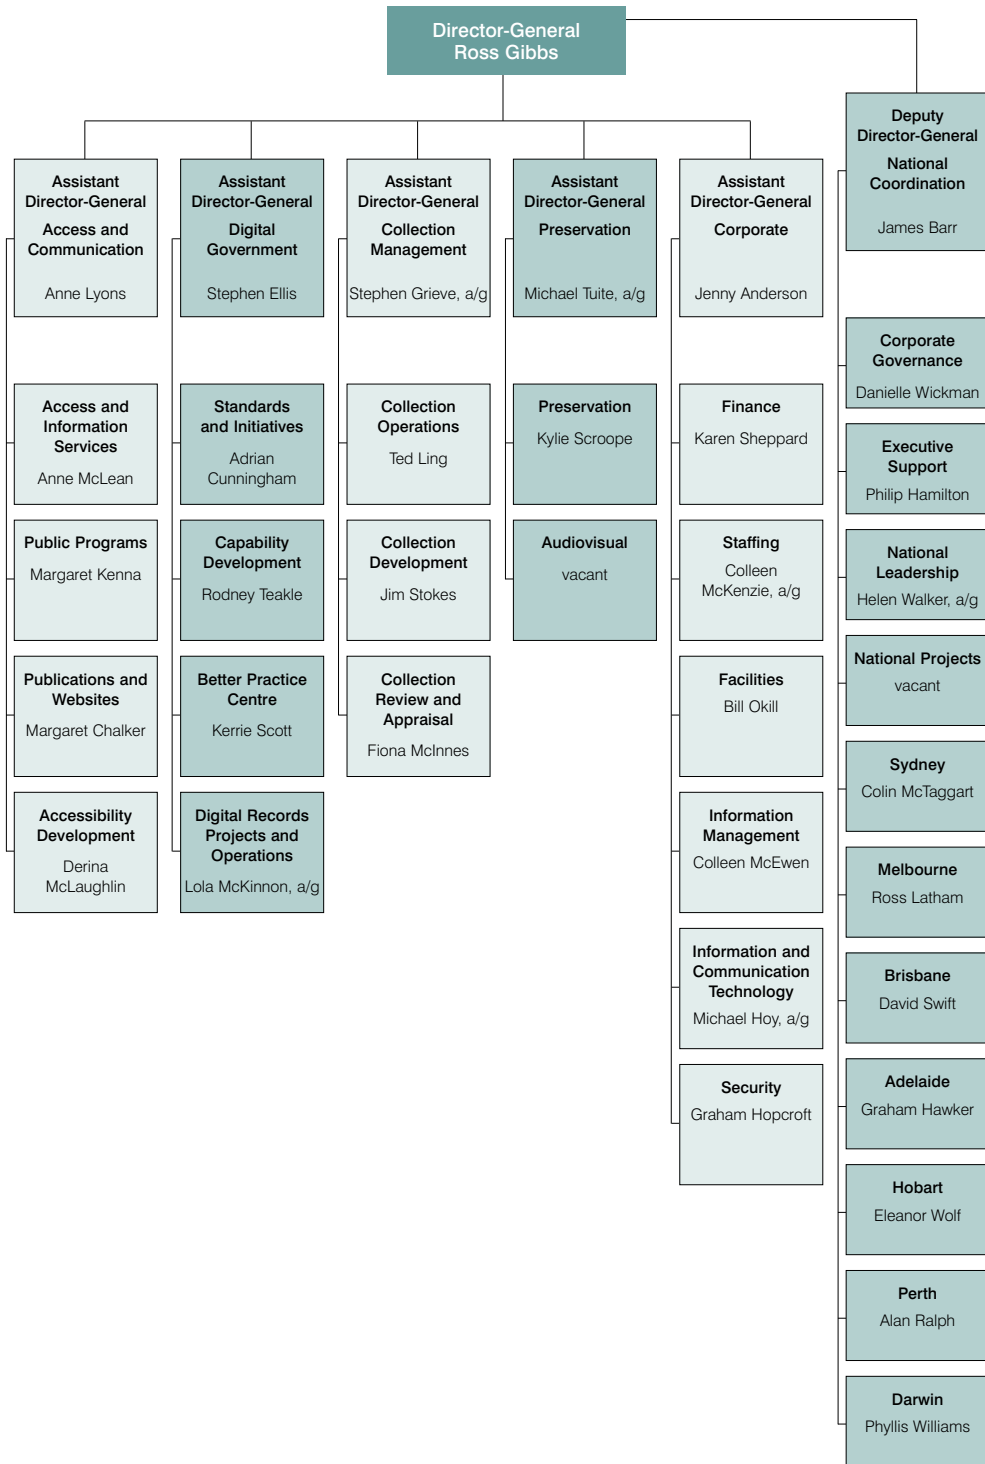 Director-General
Ross Gibbs
Assistant
Director-General
Access and
Communication
Anne Lyons
Access and
Information
Services
Anne McLean
Public Programs
Margaret Kenna
Publications and
Websites
Margaret Chalker
Accessibility
Development
Derina
McLaughlin
Assistant
Director-General
Digital
Government
Stephen Ellis
Standards
and Initiatives
Adrian
Cunningham
Capability
Development
Rodney Teakle
Better Practice
Centre
Kerrie Scott
Digital Records
Projects and
Operations
Lola McKinnon, a/g
Assistant
Director-General
Collection
Management
Stephen Grieve, a/g
Collection
Operations
Ted Ling
Collection
Development
Jim Stokes
Collection
Review and
Appraisal
Fiona McInnes
Assistant
Director-General
Preservation
Michael Tuite, a/g
Preservation
Kylie Scroope
Audiovisual
vacant
Assistant
Director-General
Corporate
Jenny Anderson
Finance
Karen Sheppard
Staffing
Colleen
McKenzie, a/g
Facilities
Bill Okill
Information
Management
Colleen McEwen
Information and
Communication
Technology
Michael Hoy, a/g
Security
Graham Hopcroft
Deputy
Director-General
National
Coordination
James Barr
Corporate
Governance
Danielle Wickman
Executive
Support
Philip Hamilton
National
Leadership
Helen Walker, a/g
National Projects
vacant
Sydney
Colin McTaggart
Melbourne
Ross Latham
Brisbane
David Swift
Adelaide
Graham Hawker
Hobart
Eleanor Wolf
Perth
Alan Ralph
Darwin
Phyllis Williams